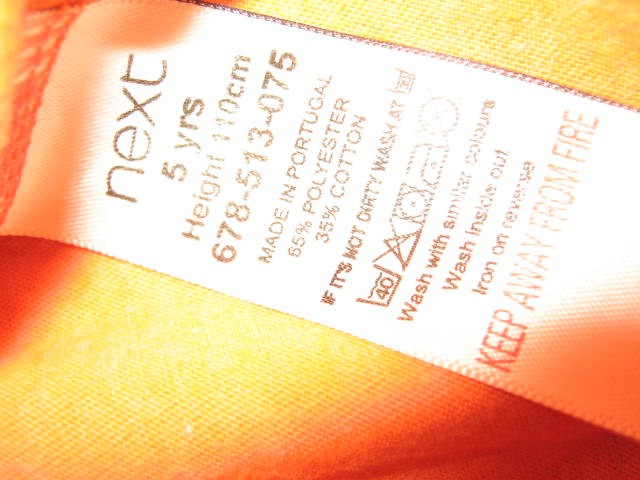 next
5 yrs
Height 110cm
678-513-075
MADE IN PORTUGAL
65% POLYESTER
35% COTTON
IF IT'S NOT DIRTY WASH AT 30
40
Wash with similar colours
Wash inside out
Iron on reverse
KEEP AWAY FROM FIRE